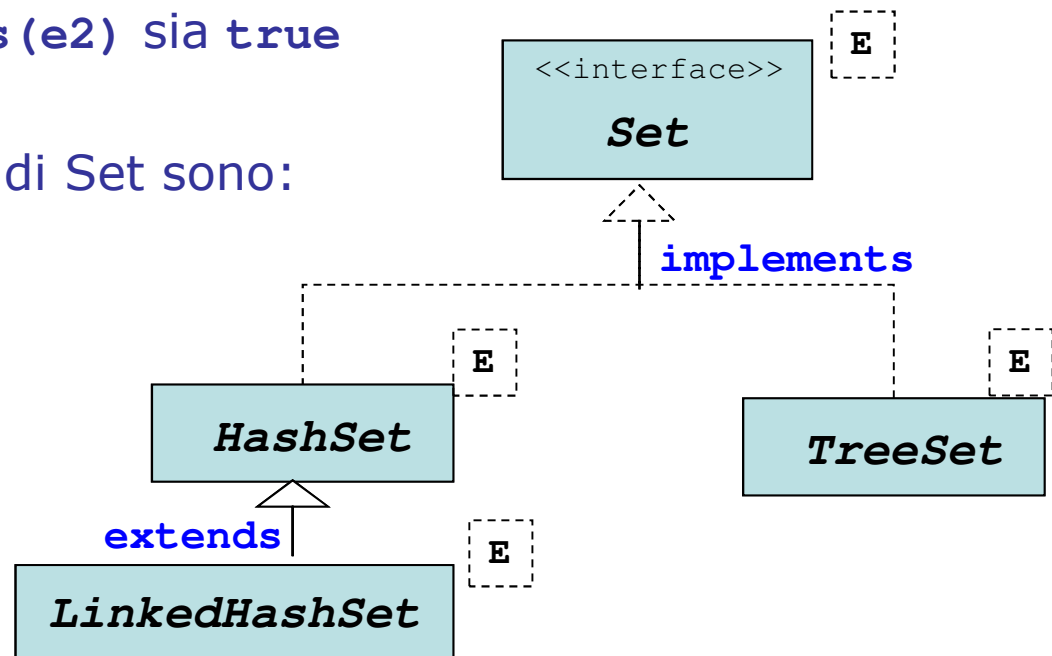 s(e2) sia true
E
<<interface>>
Set
di Set sono:
implements
E
E
HashSet
TreeSet
extends
E
LinkedHashSet